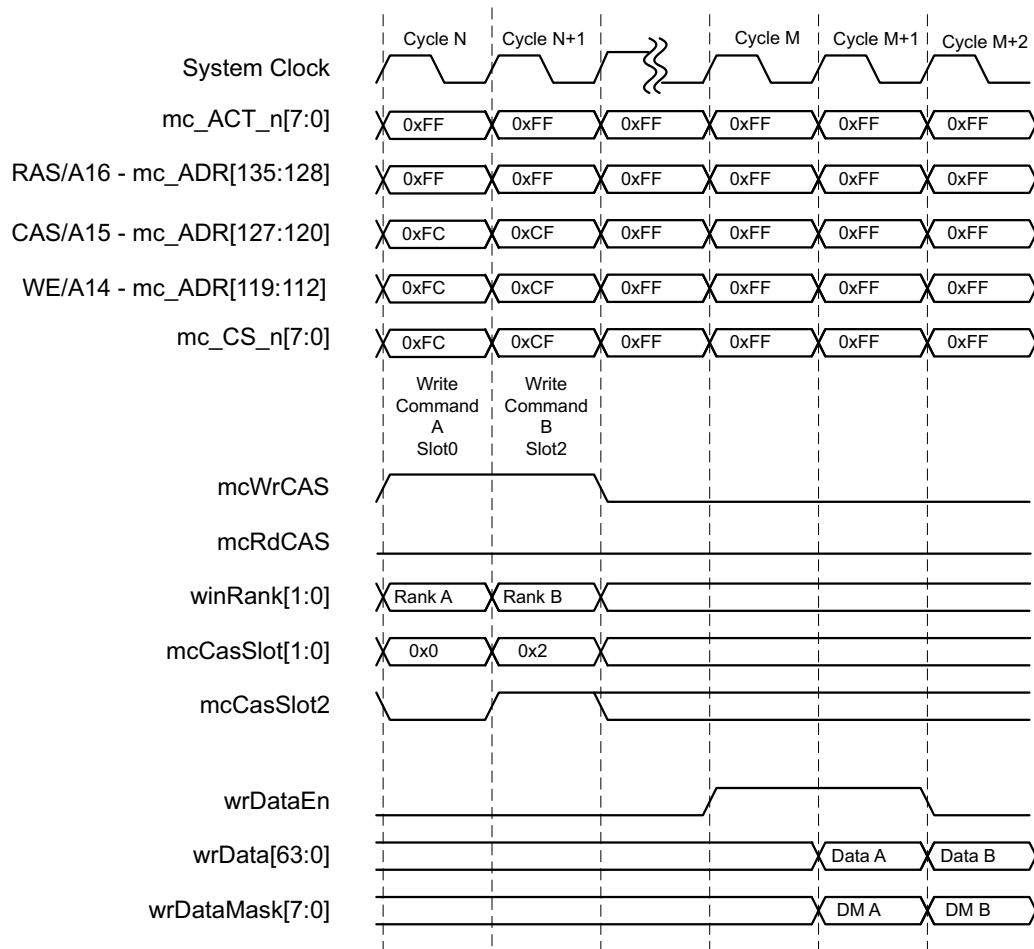 Cycle N Cycle N+1 Cycle M Cycle M+1 Cycle M+2
System Clock
mc_ACT_n[7:0] 0xFF 0xFF 0xFF 0xFF 0xFF 0xFF
RAS/A16 - mc_ADR[135:128] 0xFF 0xFF 0xFF 0xFF 0xFF 0xFF
CAS/A15 - mc_ADR[127:120] 0xFC 0xCF 0xFF 0xFF 0xFF 0xFF
WE/A14 - mc_ADR[119:112] 0xFC 0xCF 0xFF 0xFF 0xFF 0xFF
mc_CS_n[7:0] 0xFC 0xCF 0xFF 0xFF 0xFF 0xFF
Write Command A Slot0
Write Command B Slot2
mcWrCAS
mcRdCAS
winRank[1:0] Rank A Rank B
mcCasSlot[1:0] 0x0 0x2
mcCasSlot2
wrDataEn
wrData[63:0] Data A Data B
wrDataMask[7:0] DM A DM B